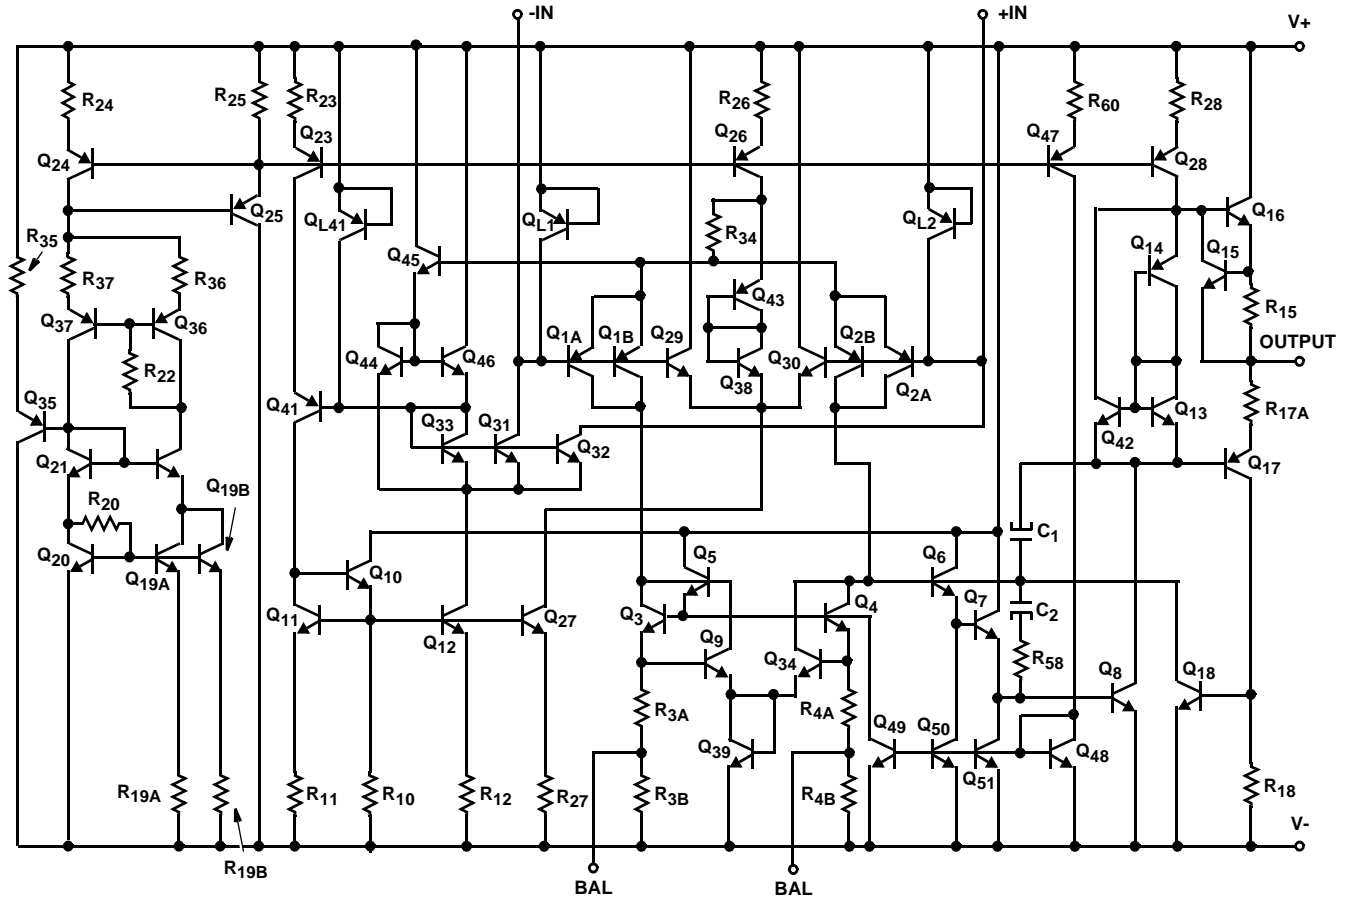 -IN +IN
V+
R24 R25 R23 R26 R60 R28
Q23 Q26 Q47
Q24 Q28
Q25 QL41 QL1 QL2 Q16
R35 R34 Q14 Q15
Q45
R37 R36 Q43 R15
Q37 Q36 Q1A Q1B Q29 Q2B
OUTPUT
Q44 Q46 Q30
R22 Q38 Q2A
Q35 Q41 Q13 R17A
Q33 Q31 Q32 Q42
Q21 Q17
Q19B
R20 C1
Q20 Q19A Q10 Q5 Q6
Q11 Q12 Q27 Q3 Q4 Q7 C2
Q9 Q34 R58 Q8 Q18
R3A R4A
Q39 Q49 Q50 Q48
Q51
R19A R11 R10 R12 R27 R3B R4B R18
V-
R19B
BAL BAL